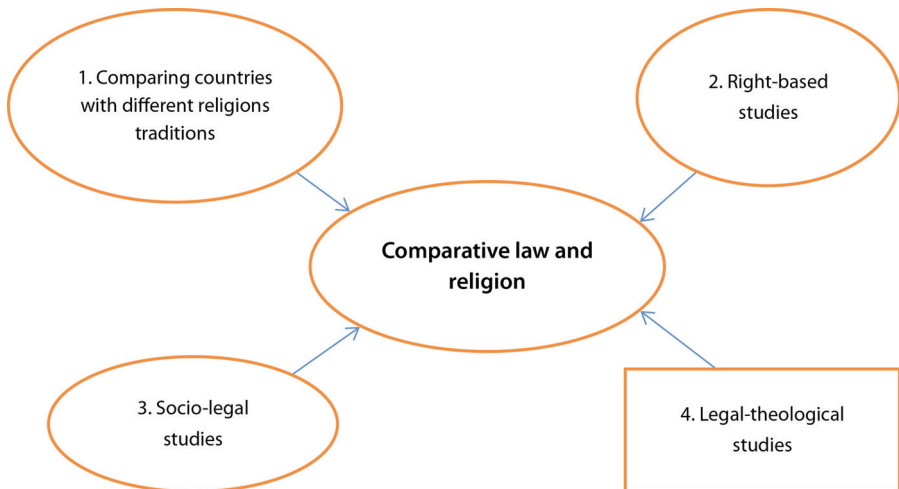 1. Comparing countries
with different religions
traditions
2. Right-based
studies
Comparative law and
religion
3. Socio-legal
studies
4. Legal-theological
studies